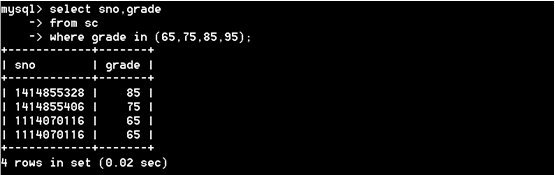 mysql> select sno,grade
    -> from sc
    -> where grade in (65,75,85,95);
+------------+-------+
| sno        | grade |
+------------+-------+
| 1414855328 |    85 |
| 1414855406 |    75 |
| 1114070116 |    65 |
| 1114070116 |    65 |
+------------+-------+
4 rows in set (0.02 sec)